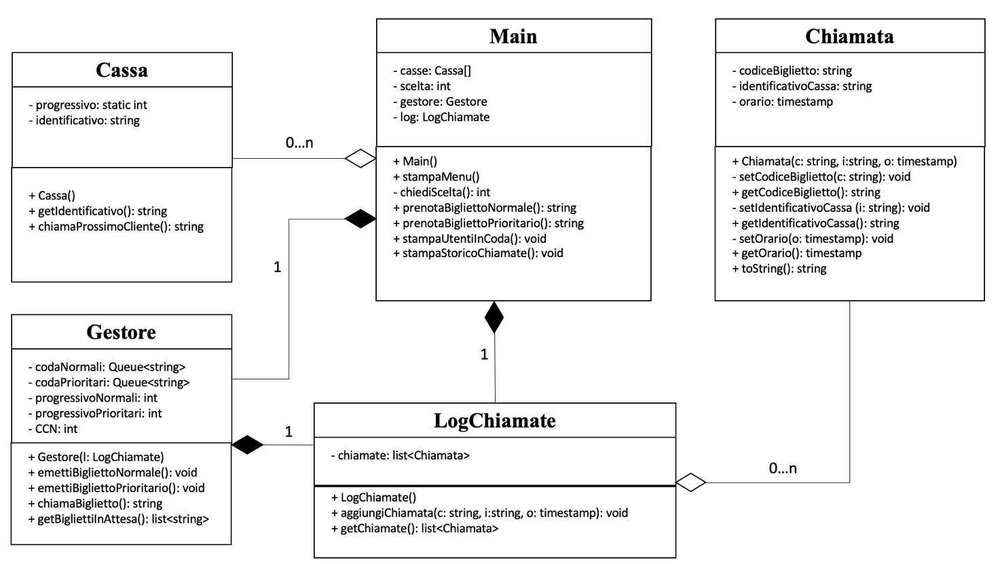 Cassa
- progressivo: static int
- identificativo: string
+ Cassa()
+ getIdentificativo(): string
+ chiamaProssimoCliente(): string
0...n
Main
- casse: Cassa[]
- scelta: int
- gestore: Gestore
- log: LogChiamate
+ Main()
+ stampaMenu()
- chiediScelta(): int
+ prenotaBigliettoNormale(): string
+ prenotaBigliettoPrioritario(): string
+ stampaUtentiInCoda(): void
+ stampaStoricoChiamate(): void
Chiamata
- codiceBiglietto: string
- identificativoCassa: string
- orario: timestamp
+ Chiamata(c: string, i:string, o: timestamp)
- setCodiceBiglietto(c: string): void
+ getCodiceBiglietto(): string
- setIdentificativoCassa (i: string): void
+ getIdentificativoCassa(): string
- setOrario(o: timestamp): void
+ getOrario(): timestamp
+ toString(): string
1
1
Gestore
- codaNormali: Queue<string>
- codaPrioritari: Queue<string>
- progressivoNormali: int
- progressivoPrioritari: int
- CCN: int
+ Gestore(l: LogChiamate)
+ emettiBigliettoNormale(): void
+ emettiBigliettoPrioritario(): void
+ chiamaBiglietto(): string
+ getBigliettiInAttesa(): list<string>
1
LogChiamate
- chiamate: list<Chiamata>
+ LogChiamate()
+ aggiungiChiamata(c: string, i:string, o: timestamp): void
+ getChiamate(): list<Chiamata>
0...n